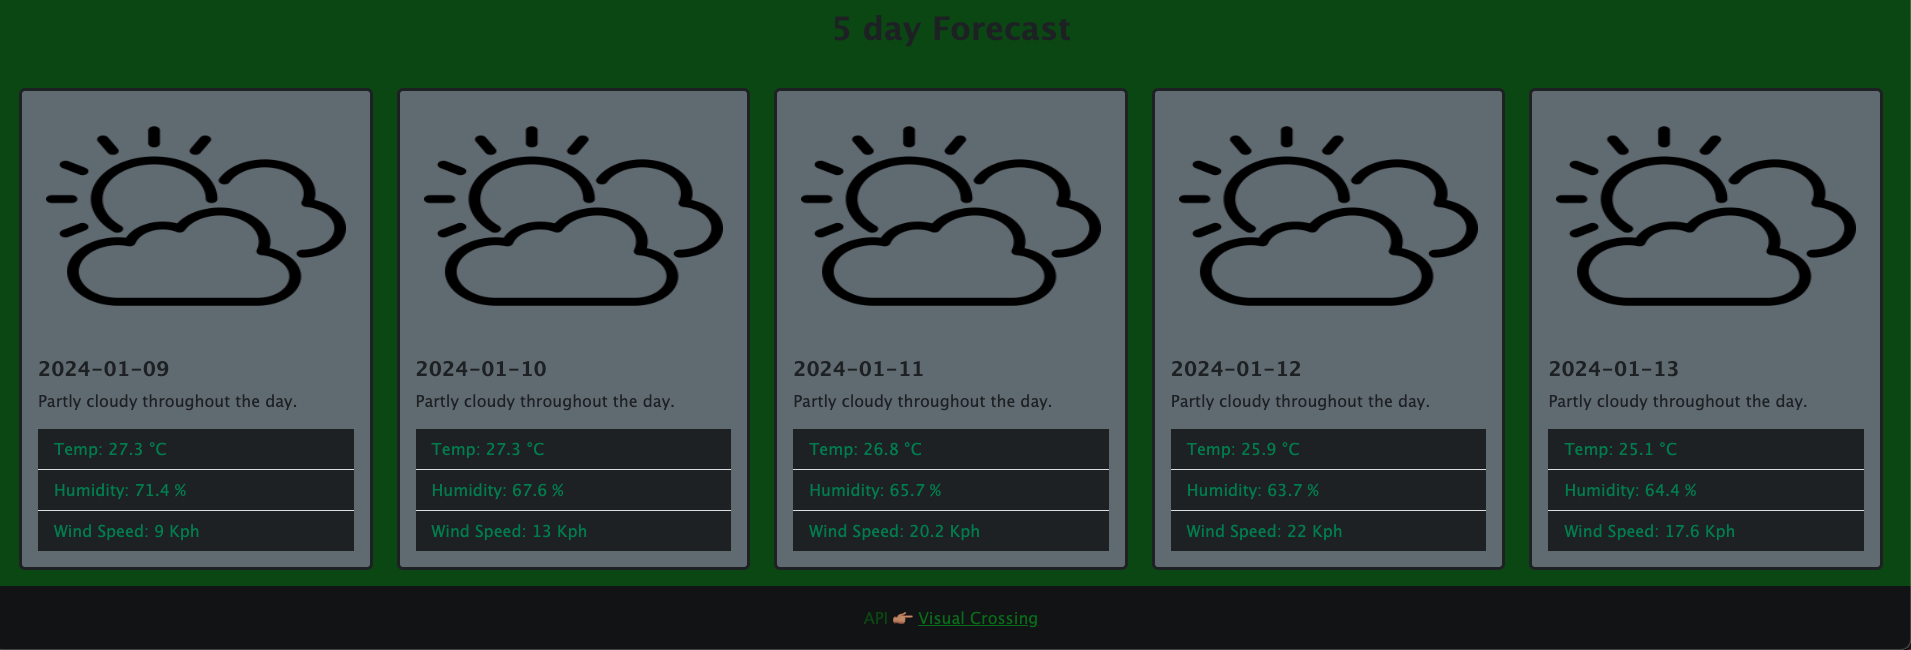 5 day Forecast
2024-01-09
Partly cloudy throughout the day.
Temp: 27.3 °C
Humidity: 71.4 %
Wind Speed: 9 Kph
2024-01-10
Partly cloudy throughout the day.
Temp: 27.3 °C
Humidity: 67.6 %
Wind Speed: 13 Kph
2024-01-11
Partly cloudy throughout the day.
Temp: 26.8 °C
Humidity: 65.7 %
Wind Speed: 20.2 Kph
2024-01-12
Partly cloudy throughout the day.
Temp: 25.9 °C
Humidity: 63.7 %
Wind Speed: 22 Kph
2024-01-13
Partly cloudy throughout the day.
Temp: 25.1 °C
Humidity: 64.4 %
Wind Speed: 17.6 Kph
API 👉🏽 Visual Crossing